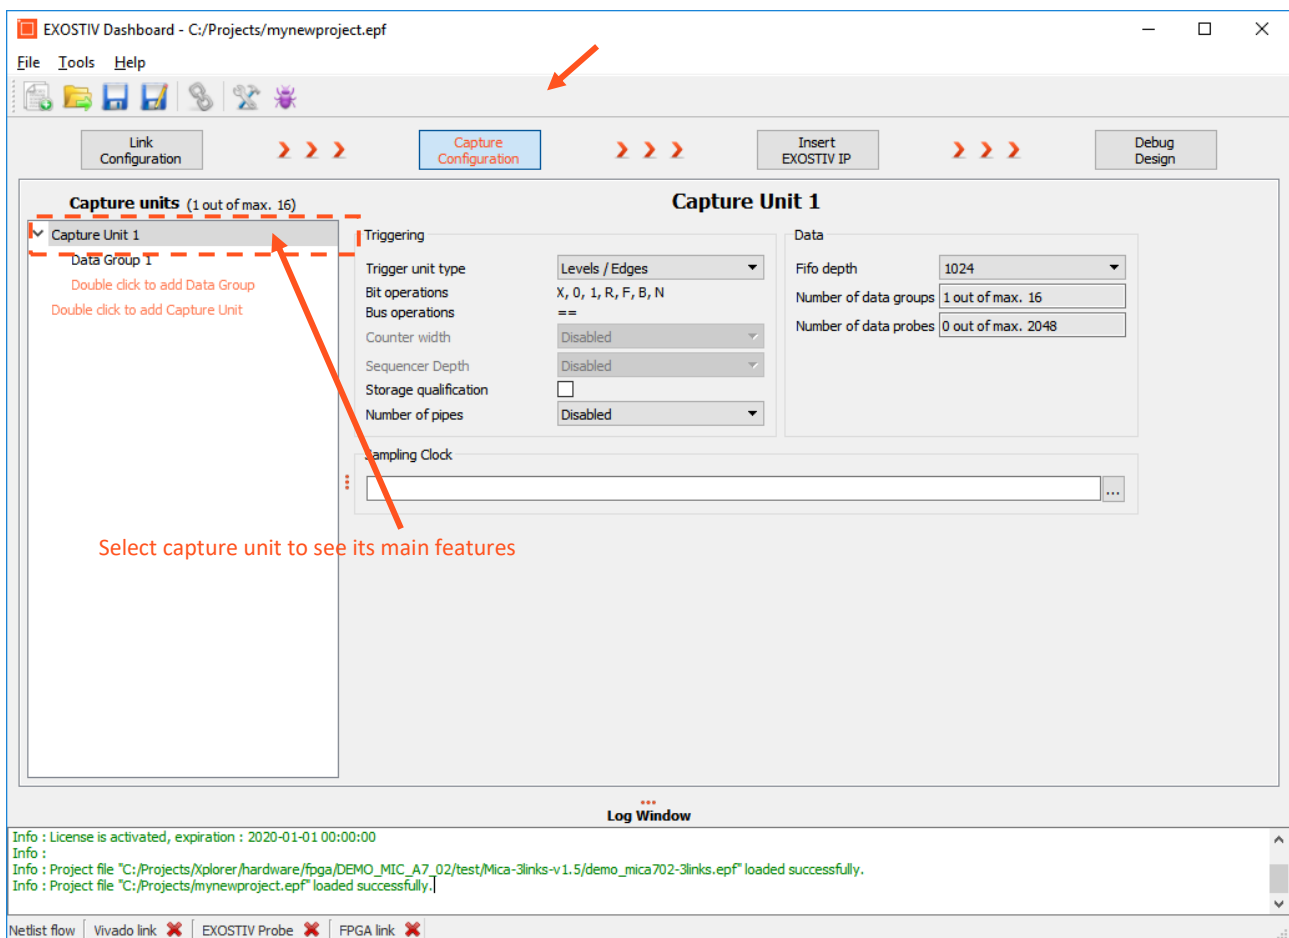 EXOSTIV Dashboard - C:/Projects/mynewproject.epf
File Tools Help
Link
Configuration
Capture
Configuration
Insert
EXOSTIV IP
Debug
Design
Capture units (1 out of max. 16)
Capture Unit 1
Data Group 1
Double click to add Data Group
Double click to add Capture Unit
Capture Unit 1
Triggering
Trigger unit type Levels / Edges
Bit operations X, 0, 1, R, F, B, N
Bus operations ==
Counter width Disabled
Sequencer Depth Disabled
Storage qualification
Number of pipes Disabled
Data
Fifo depth 1024
Number of data groups 1 out of max. 16
Number of data probes 0 out of max. 2048
Sampling Clock
...
Select capture unit to see its main features
Log Window
Info : License is activated, expiration : 2020-01-01 00:00:00
Info :
Info : Project file "C:/Projects/Xplorer/hardware/fpga/DEMO_MIC_A7_02/test/Mica-3links-v1.5/demo_mica702-3links.epf" loaded successfully.
Info : Project file "C:/Projects/mynewproject.epf" loaded successfully.
Netlist flow Vivado link EXOSTIV Probe FPGA link